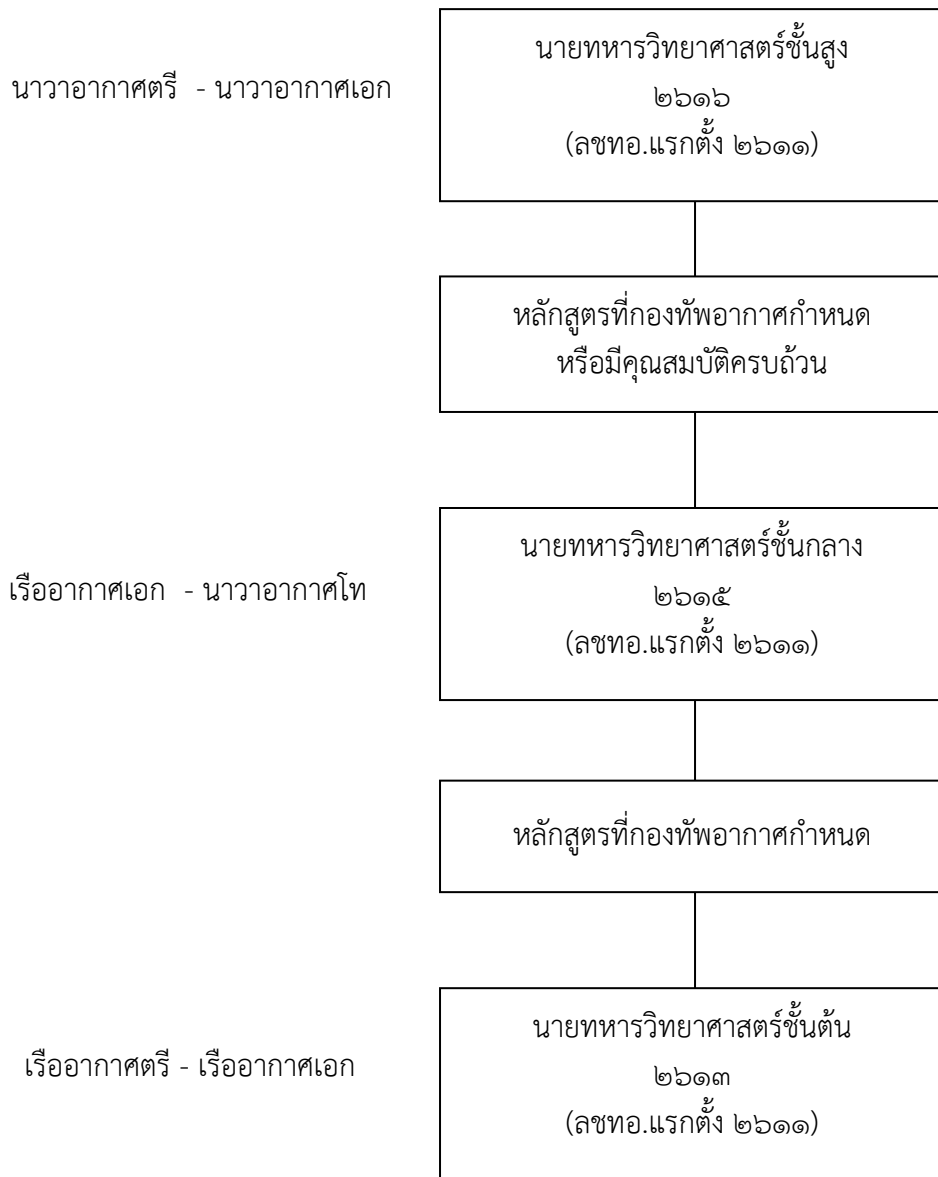 นายทหารวิทยาศาสตร์ชั้นสูง
นาวาอากาศตรี - นาวาอากาศเอก
๒๖๑๖
(ลชทอ.แรกตั้ง ๒๖๑๑)
หลักสูตรที่กองทัพอากาศกำหนด
หรือมีคุณสมบัติครบถ้วน
นายทหารวิทยาศาสตร์ชั้นกลาง
เรืออากาศเอก - นาวาอากาศโท
๒๖๑๕
(ลชทอ.แรกตั้ง ๒๖๑๑)
หลักสูตรที่กองทัพอากาศกำหนด
นายทหารวิทยาศาสตร์ชั้นต้น
เรืออากาศตรี - เรืออากาศเอก
๒๖๑๓
(ลชทอ.แรกตั้ง ๒๖๑๑)